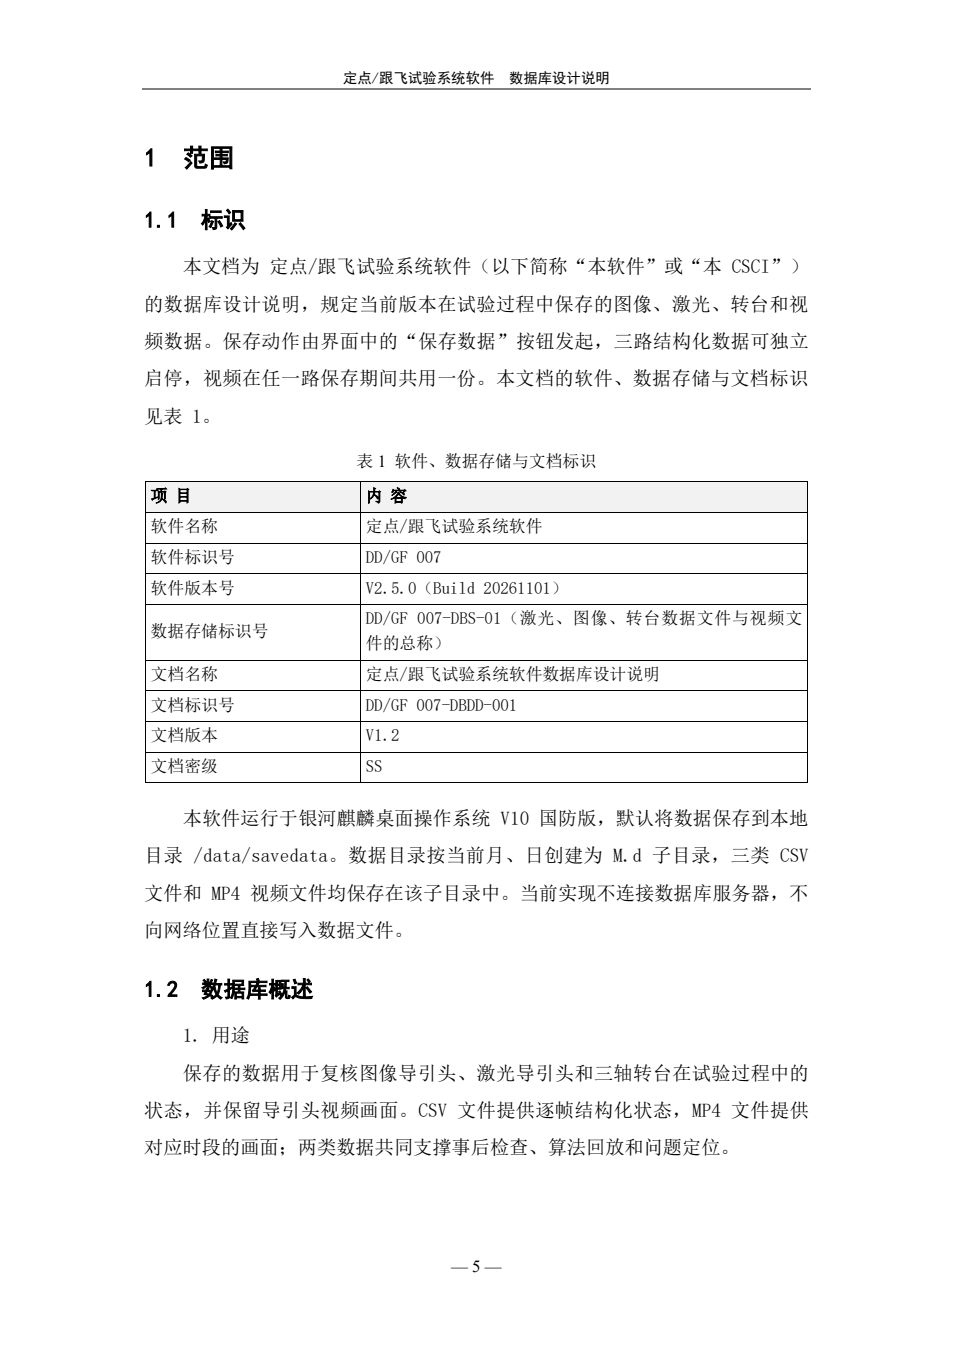 定点/跟飞试验系统软件　数据库设计说明
1　范围
1.1　标识
本文档为 定点/跟飞试验系统软件（以下简称“本软件”或“本 CSCI”）
的数据库设计说明，规定当前版本在试验过程中保存的图像、激光、转台和视
频数据。保存动作由界面中的“保存数据”按钮发起，三路结构化数据可独立
启停，视频在任一路保存期间共用一份。本文档的软件、数据存储与文档标识
见表 1。
表 1 软件、数据存储与文档标识
项 目　内 容
软件名称　定点/跟飞试验系统软件
软件标识号　DD/GF 007
软件版本号　V2.5.0（Build 20261101）
数据存储标识号　DD/GF 007-DBS-01（激光、图像、转台数据文件与视频文
件的总称）
文档名称　定点/跟飞试验系统软件数据库设计说明
文档标识号　DD/GF 007-DBDD-001
文档版本　V1.2
文档密级　SS
本软件运行于银河麒麟桌面操作系统 V10 国防版，默认将数据保存到本地
目录 /data/savedata。数据目录按当前月、日创建为 M.d 子目录，三类 CSV
文件和 MP4 视频文件均保存在该子目录中。当前实现不连接数据库服务器，不
向网络位置直接写入数据文件。
1.2　数据库概述
1. 用途
保存的数据用于复核图像导引头、激光导引头和三轴转台在试验过程中的
状态，并保留导引头视频画面。CSV 文件提供逐帧结构化状态，MP4 文件提供
对应时段的画面；两类数据共同支撑事后检查、算法回放和问题定位。
— 5 —